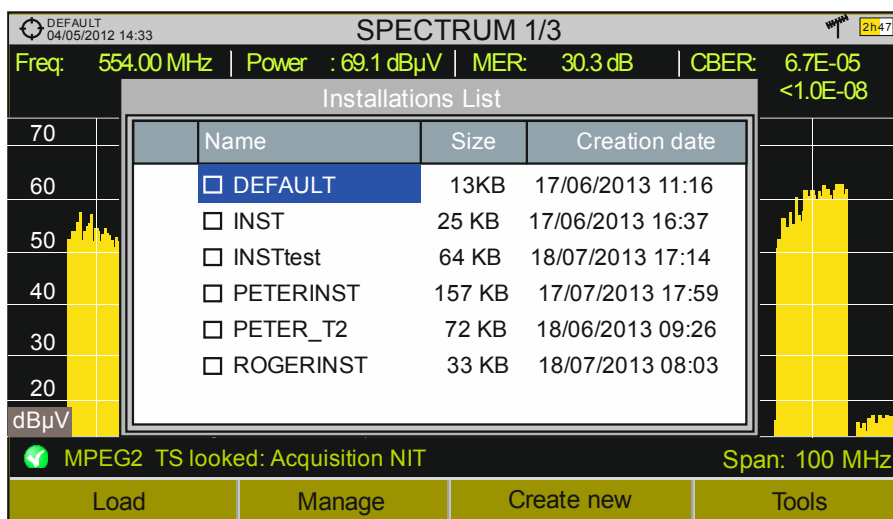 DEFAULT
04/05/2012 14:33
SPECTRUM 1/3
2h47
Freq: 554.00 MHz | Power : 69.1 dBµV | MER: 30.3 dB | CBER: 6.7E-05
<1.0E-08
Installations List
Name Size Creation date
DEFAULT 13KB 17/06/2013 11:16
INST 25 KB 17/06/2013 16:37
INSTtest 64 KB 18/07/2013 17:14
PETERINST 157 KB 17/07/2013 17:59
PETER_T2 72 KB 18/06/2013 09:26
ROGERINST 33 KB 18/07/2013 08:03
70
60
50
40
30
20
dBµV
MPEG2 TS looked: Acquisition NIT
Span: 100 MHz
Load Manage Create new Tools